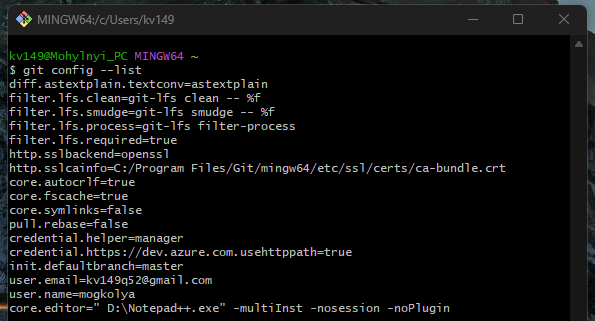 MINGW64:/c/Users/kv149
kv149@Mohylnyi_PC MINGW64 ~
$ git config --list
diff.astextplain.textconv=astextplain
filter.lfs.clean=git-lfs clean -- %f
filter.lfs.smudge=git-lfs smudge -- %f
filter.lfs.process=git-lfs filter-process
filter.lfs.required=true
http.sslbackend=openssl
http.sslcainfo=C:/Program Files/Git/mingw64/etc/ssl/certs/ca-bundle.crt
core.autocrlf=true
core.fscache=true
core.symlinks=false
pull.rebase=false
credential.helper=manager
credential.https://dev.azure.com.usehttppath=true
init.defaultbranch=master
user.email=kv149q52@gmail.com
user.name=mogkolya
core.editor=" D:\Notepad++.exe" -multiInst -nosession -noPlugin